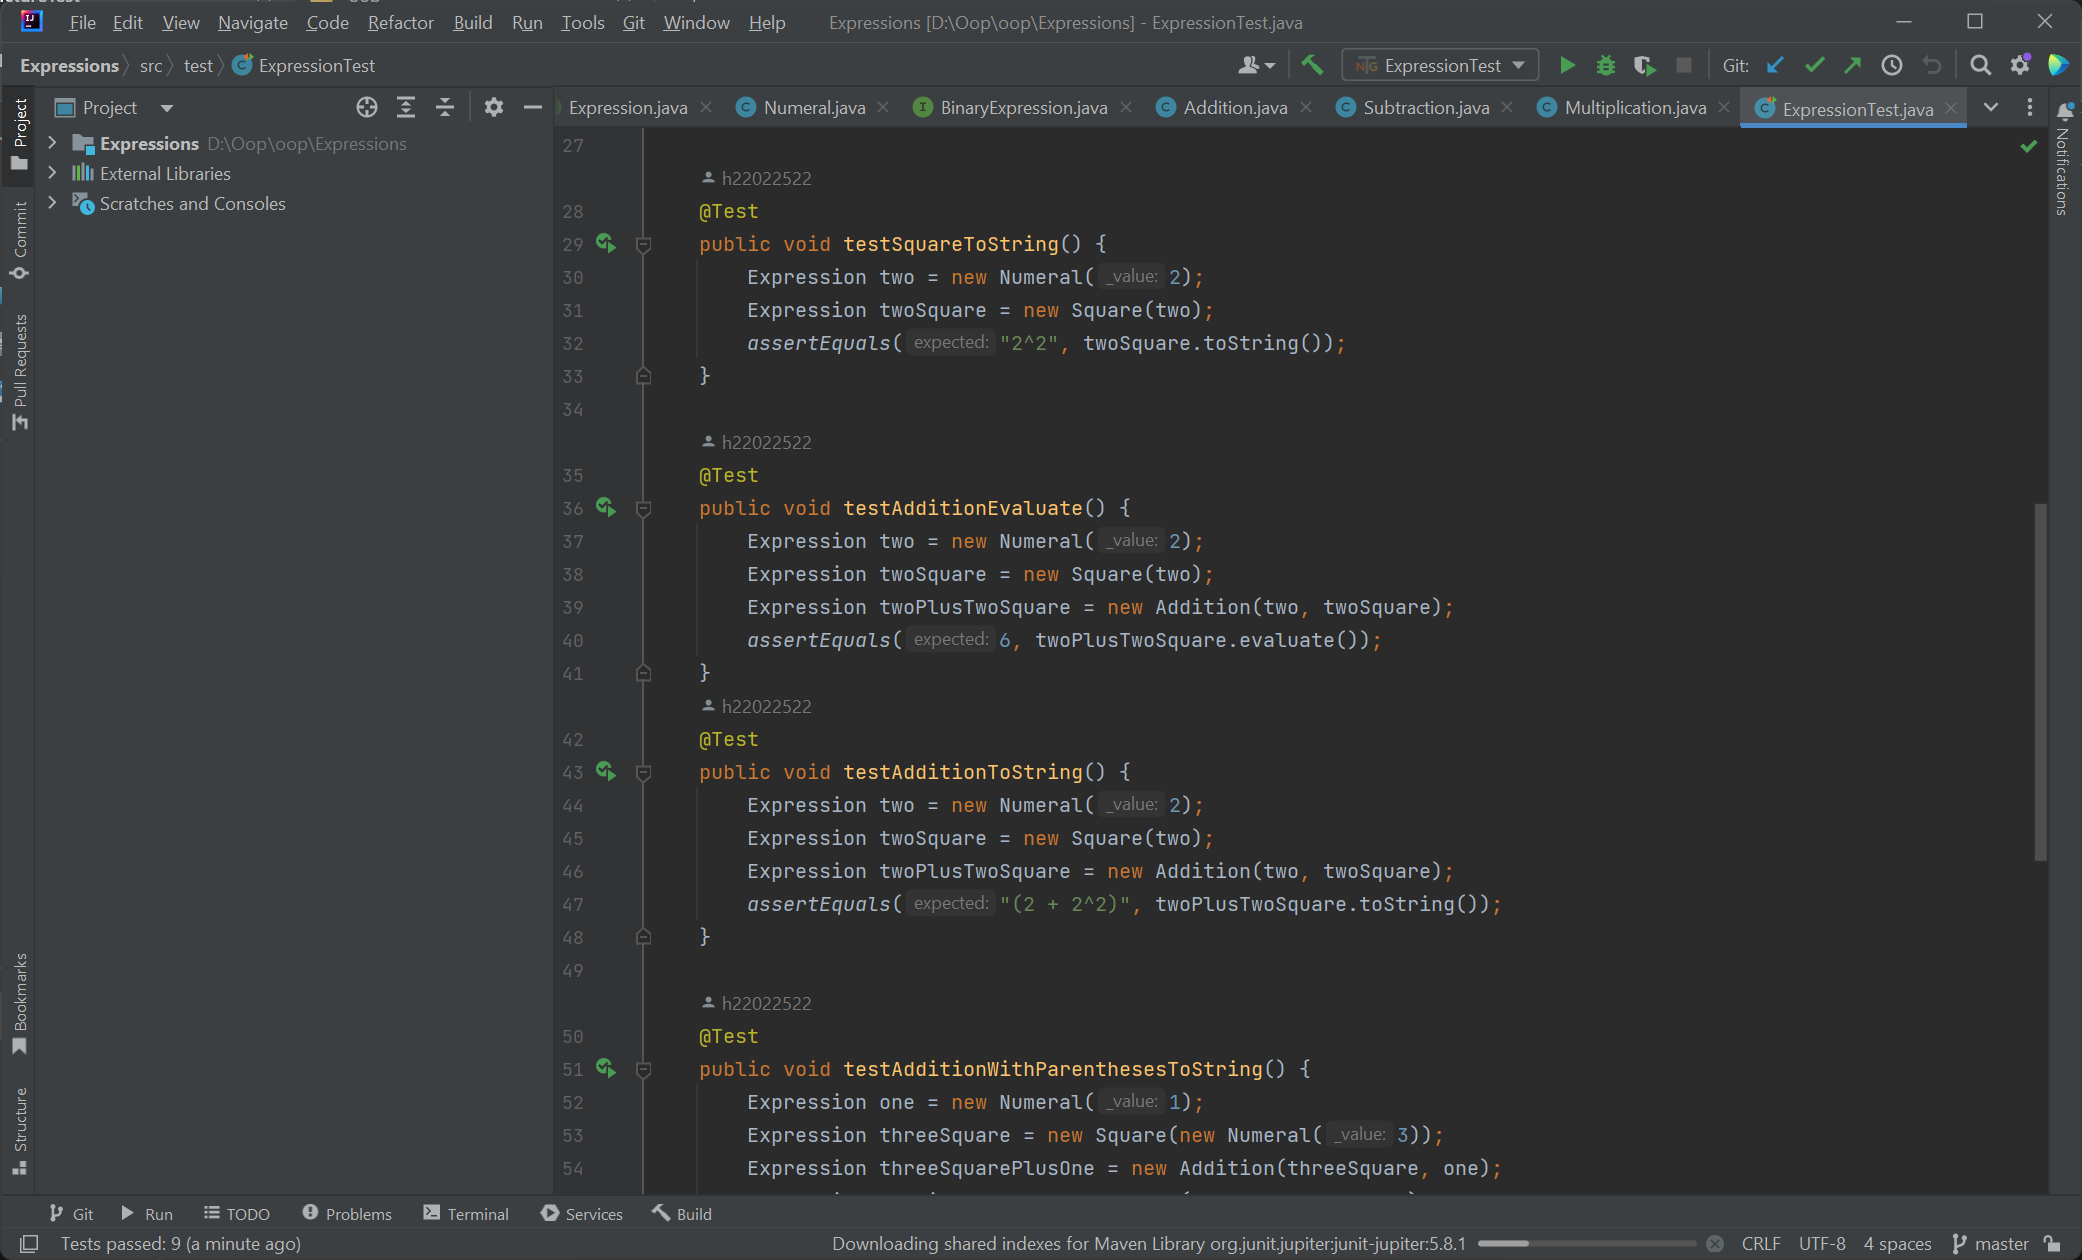 File Edit View Navigate Code Refactor Build Run Tools Git Window Help Expressions [D:\Oop\oop\Expressions] - ExpressionTest.java
Expressions src test ExpressionTest ExpressionTest Git:
Project
Expression.java Numeral.java BinaryExpression.java Addition.java Subtraction.java Multiplication.java ExpressionTest.java
Expressions D:\Oop\oop\Expressions
External Libraries
Scratches and Consoles
Project
Commit
Pull Requests
Bookmarks
Structure
Notifications
27
h22022522
28 @Test
29 public void testSquareToString() {
30 Expression two = new Numeral( _value: 2);
31 Expression twoSquare = new Square(two);
32 assertEquals( expected: "2^2", twoSquare.toString());
33 }
34
h22022522
35 @Test
36 public void testAdditionEvaluate() {
37 Expression two = new Numeral( _value: 2);
38 Expression twoSquare = new Square(two);
39 Expression twoPlusTwoSquare = new Addition(two, twoSquare);
40 assertEquals( expected: 6, twoPlusTwoSquare.evaluate());
41 }
h22022522
42 @Test
43 public void testAdditionToString() {
44 Expression two = new Numeral( _value: 2);
45 Expression twoSquare = new Square(two);
46 Expression twoPlusTwoSquare = new Addition(two, twoSquare);
47 assertEquals( expected: "(2 + 2^2)", twoPlusTwoSquare.toString());
48 }
49
h22022522
50 @Test
51 public void testAdditionWithParenthesesToString() {
52 Expression one = new Numeral( _value: 1);
53 Expression threeSquare = new Square(new Numeral( _value: 3));
54 Expression threeSquarePlusOne = new Addition(threeSquare, one);
Git Run TODO Problems Terminal Services Build
Tests passed: 9 (a minute ago) Downloading shared indexes for Maven Library org.junit.jupiter:junit-jupiter:5.8.1 CRLF UTF-8 4 spaces master